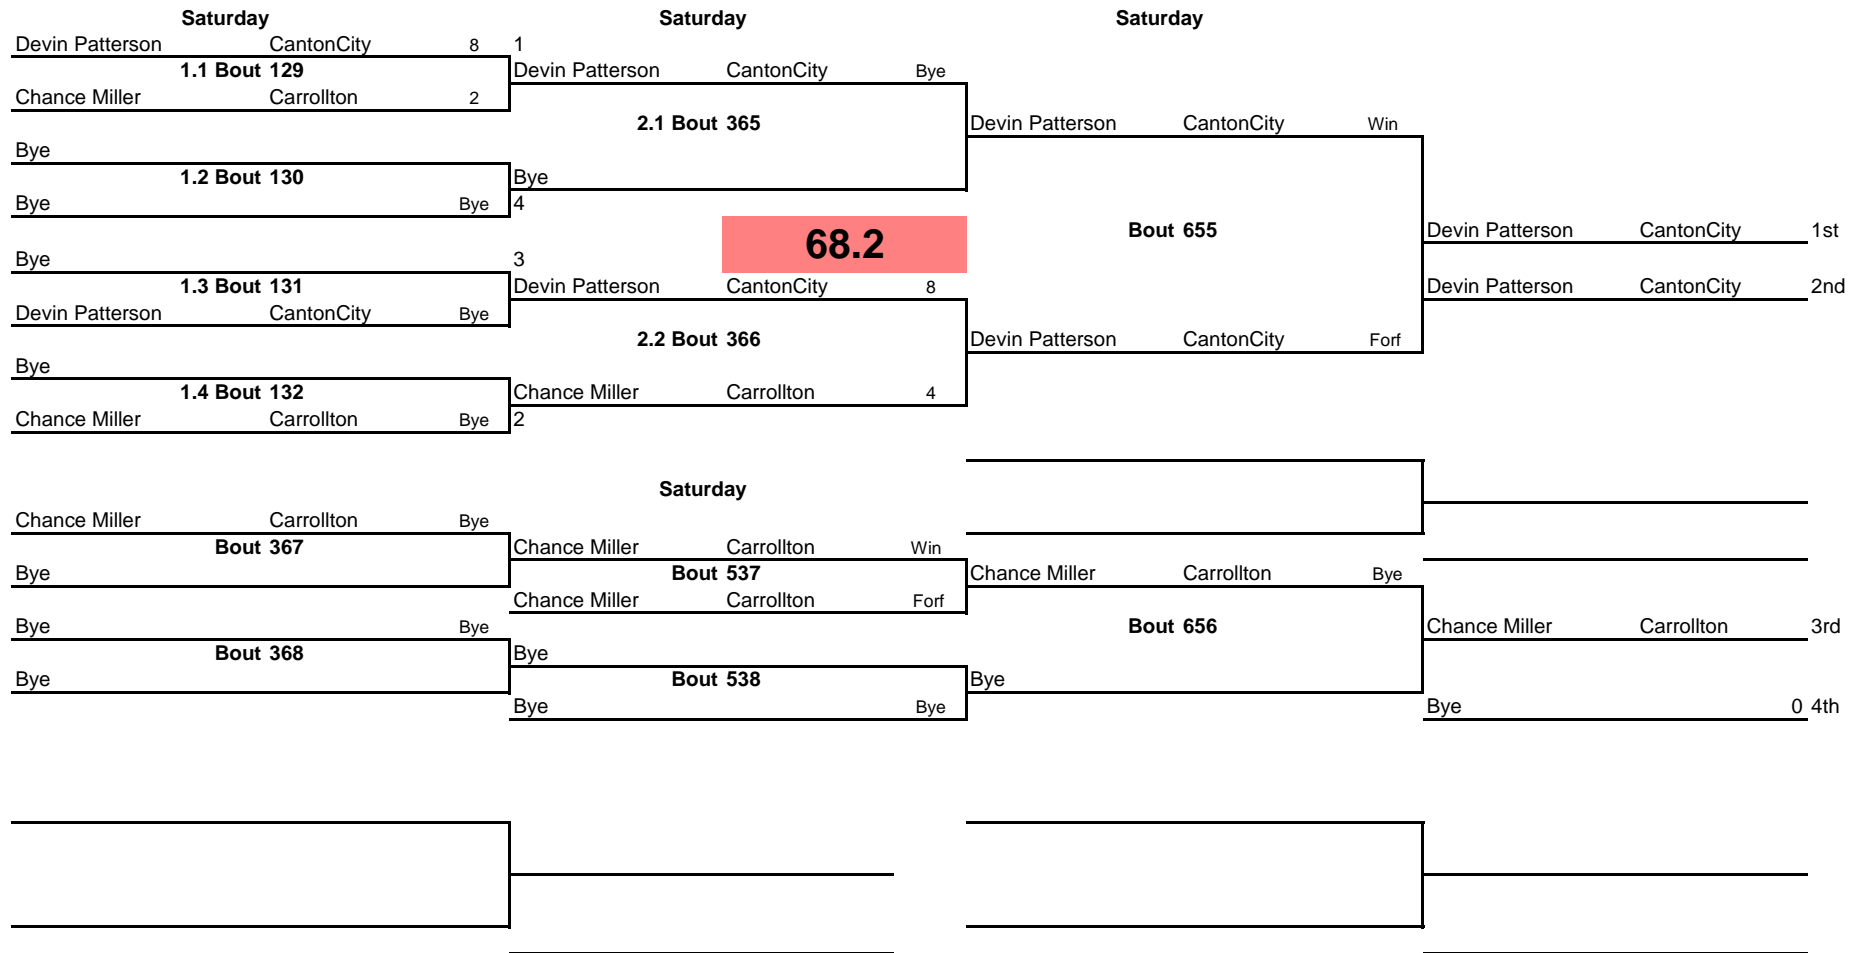 Saturday Saturday Saturday
Devin Patterson CantonCity 8 1
1.1 Bout 129 Devin Patterson CantonCity Bye
Chance Miller Carrollton 2
2.1 Bout 365 Devin Patterson CantonCity Win
Bye
1.2 Bout 130 Bye
Bye Bye 4
68.2 Bout 655 Devin Patterson CantonCity 1st
Bye 3
1.3 Bout 131 Devin Patterson CantonCity 8 Devin Patterson CantonCity 2nd
Devin Patterson CantonCity Bye
2.2 Bout 366 Devin Patterson CantonCity Forf
Bye
1.4 Bout 132 Chance Miller Carrollton 4
Chance Miller Carrollton Bye 2
Saturday
Chance Miller Carrollton Bye
Bout 367 Chance Miller Carrollton Win
Bye Bout 537 Chance Miller Carrollton Bye
Chance Miller Carrollton Forf
Bye Bye Bout 656 Chance Miller Carrollton 3rd
Bout 368 Bye
Bye Bout 538 Bye
Bye Bye Bye 0 4th